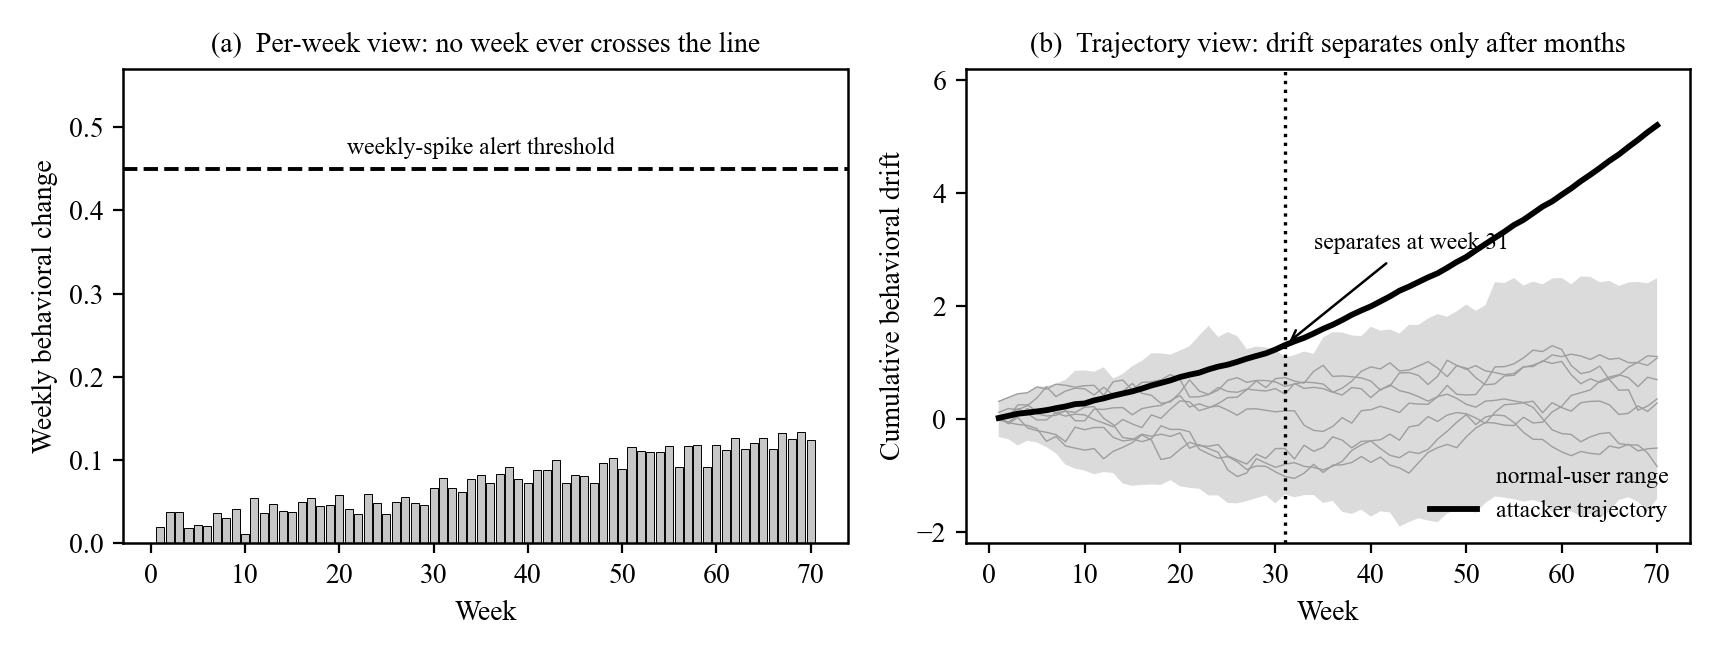 (a)  Per-week view: no week ever crosses the line
Weekly behavioral change
0.5
0.4
0.3
0.2
0.1
0.0
weekly-spike alert threshold
0 10 20 30 40 50 60 70
Week
(b)  Trajectory view: drift separates only after months
Cumulative behavioral drift
6
4
2
0
−2
separates at week 31
normal-user range
attacker trajectory
0 10 20 30 40 50 60 70
Week